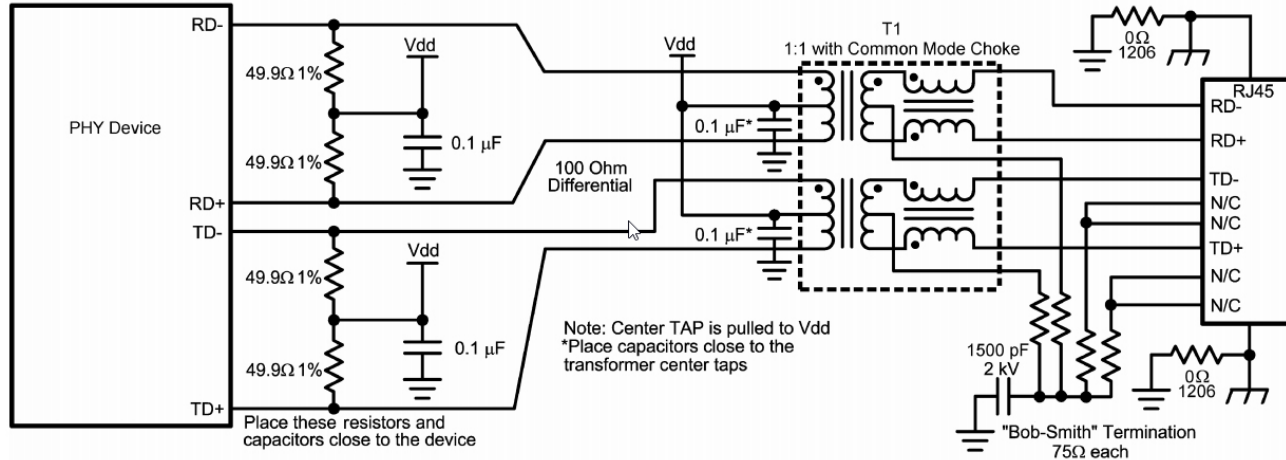 RD-
Vdd
49.9Ω 1%
PHY Device
0.1 µF
49.9Ω 1%
RD+
TD-
Vdd
49.9Ω 1%
0.1 µF
49.9Ω 1%
TD+
Place these resistors and
capacitors close to the device
100 Ohm
Differential
Vdd
0.1 µF*
0.1 µF*
T1
1:1 with Common Mode Choke
Note: Center TAP is pulled to Vdd
*Place capacitors close to the
transformer center taps
0Ω
1206
RJ45
RD-
RD+
TD-
N/C
N/C
TD+
N/C
N/C
1500 pF
2 kV
0Ω
1206
"Bob-Smith" Termination
75Ω each